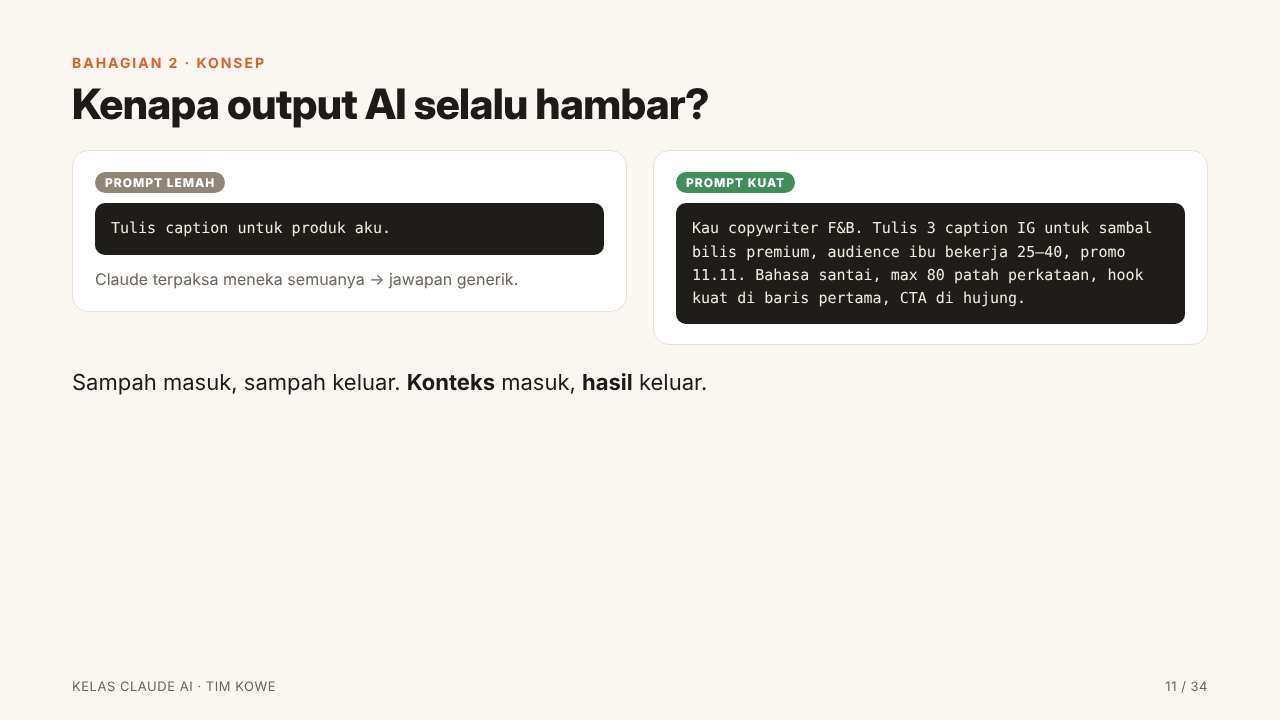 BAHAGIAN 2 · KONSEP
Kenapa output AI selalu hambar?
PROMPT LEMAH
Tulis caption untuk produk aku.
Claude terpaksa meneka semuanya → jawapan generik.
PROMPT KUAT
Kau copywriter F&B. Tulis 3 caption IG untuk sambal
bilis premium, audience ibu bekerja 25–40, promo
11.11. Bahasa santai, max 80 patah perkataan, hook
kuat di baris pertama, CTA di hujung.
Sampah masuk, sampah keluar. Konteks masuk, hasil keluar.
KELAS CLAUDE AI · TIM KOWE
11 / 34